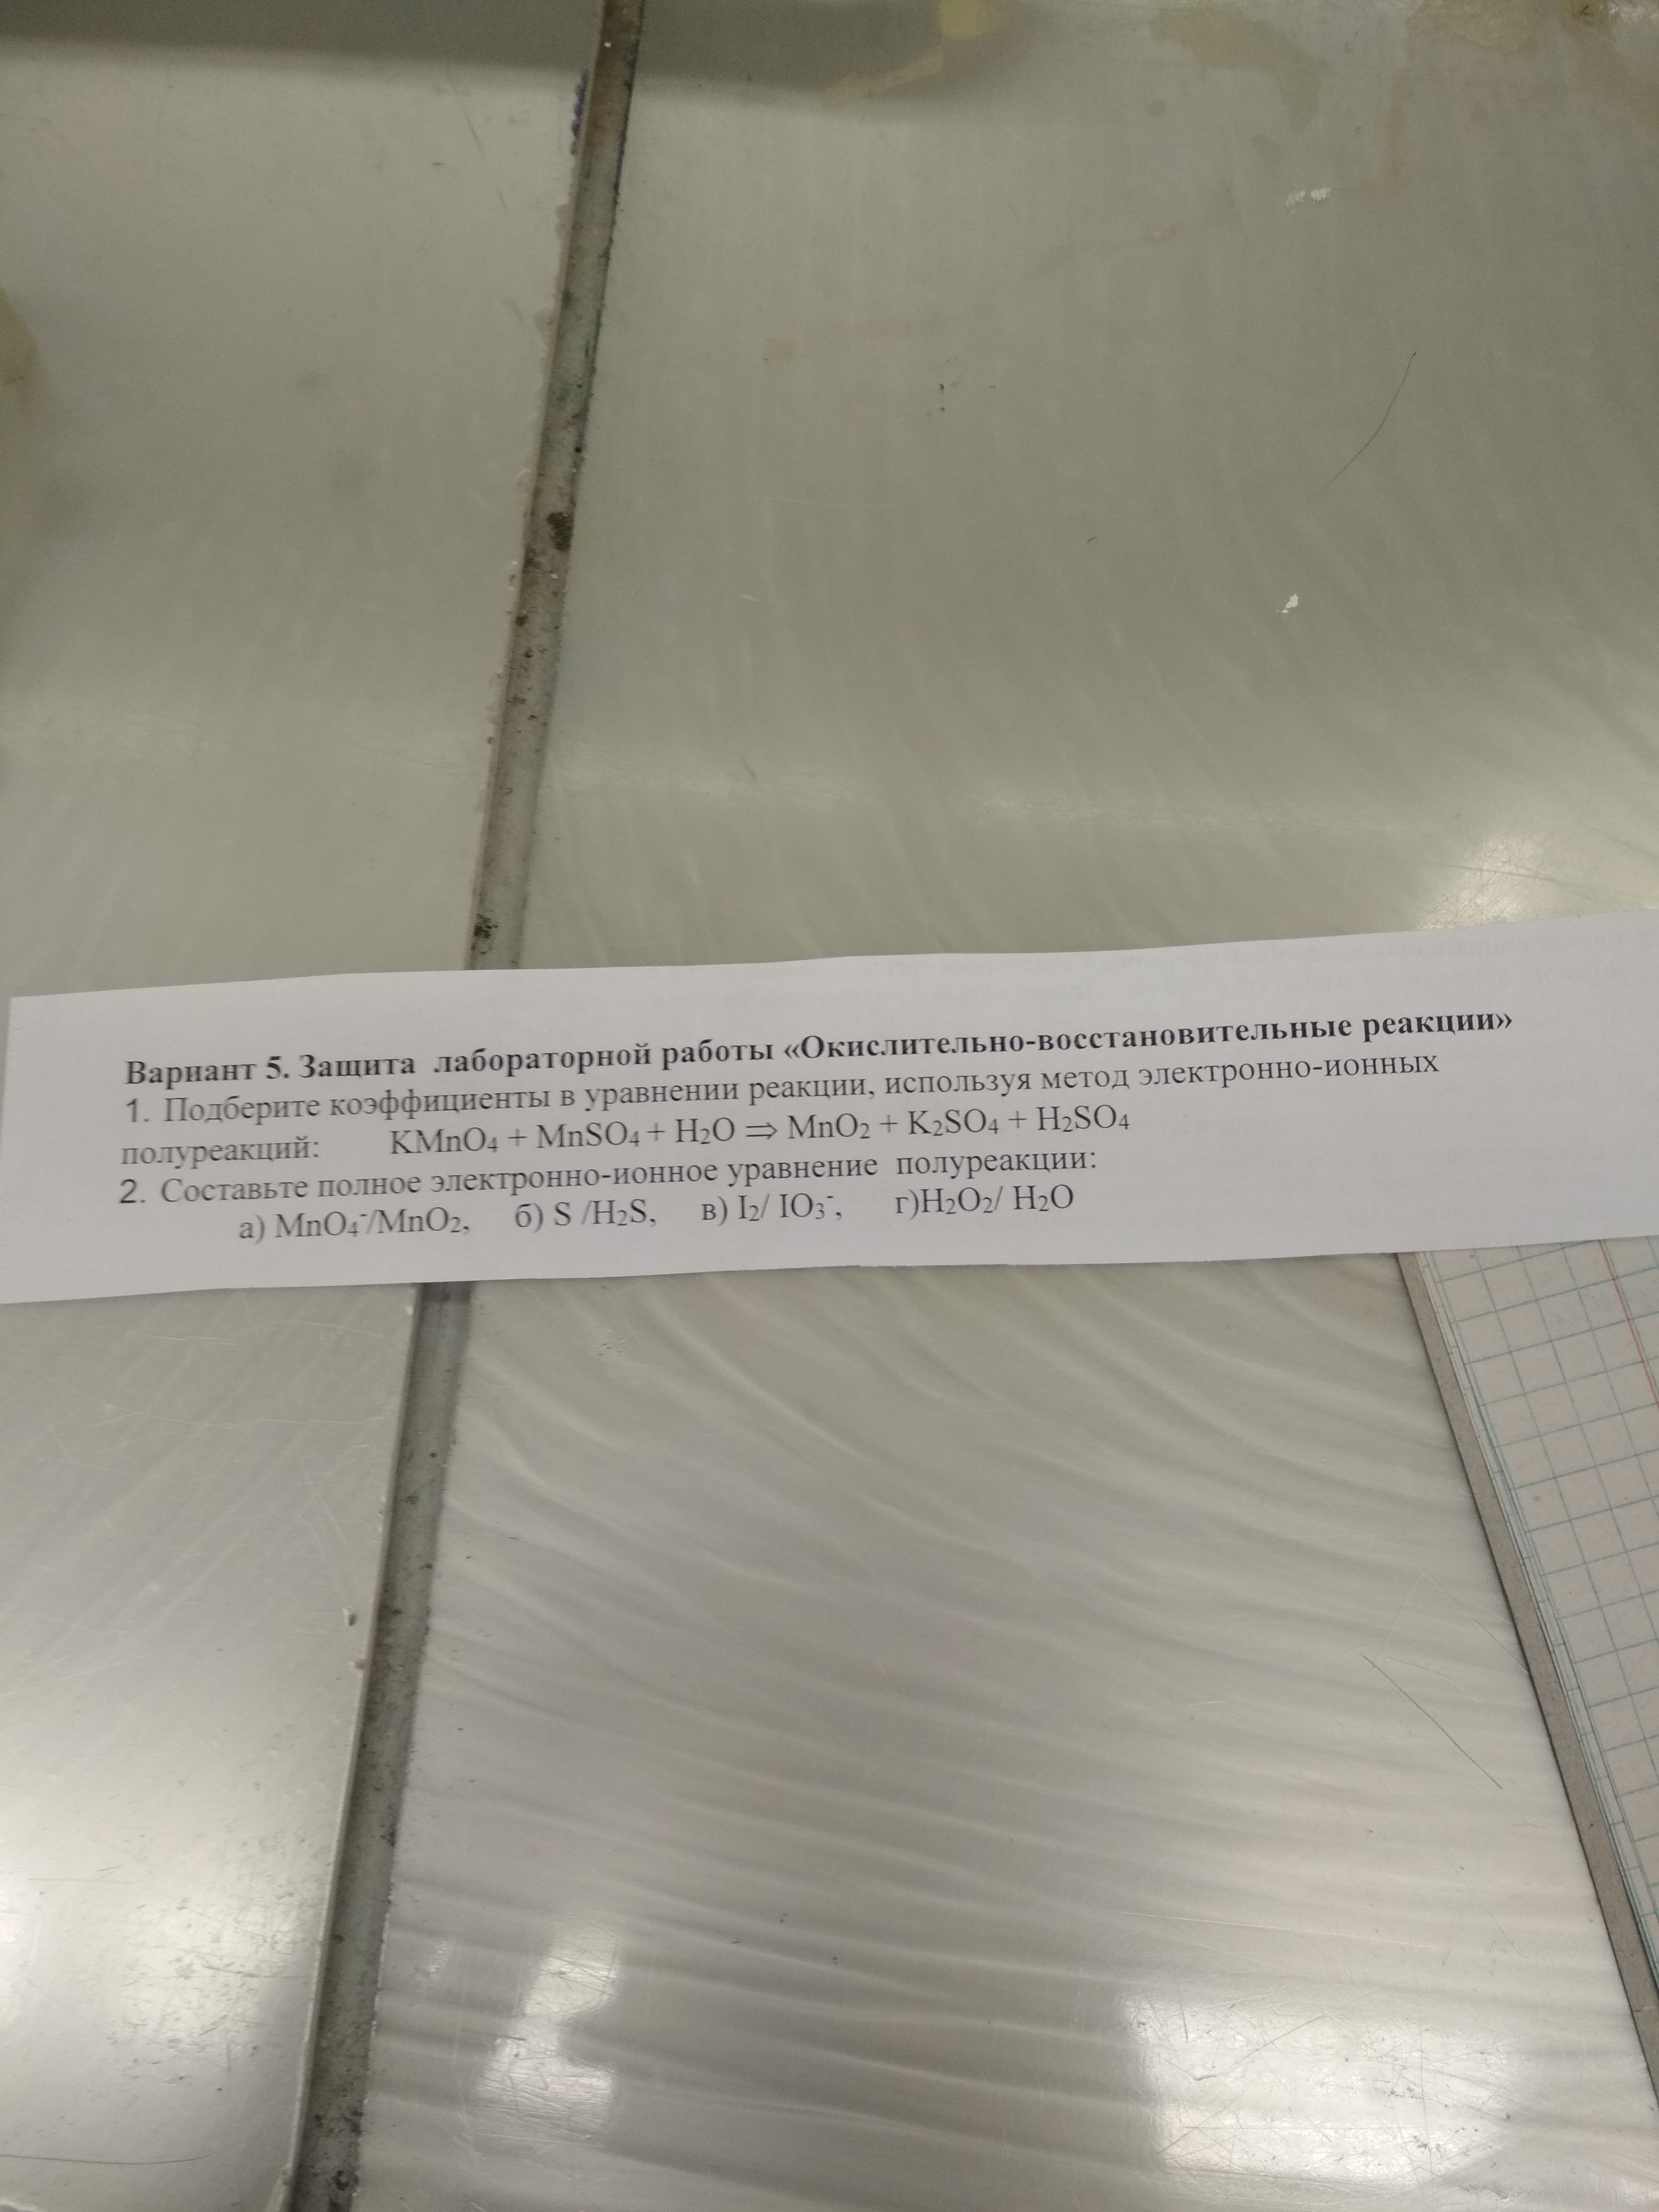 Вариант 5. Защита лабораторной работы «Окислительно-восстановительные реакции»
1. Подберите коэффициенты в уравнении реакции, используя метод электронно-ионных
полуреакций: KMnO₄ + MnSO₄ + H₂O ⇒ MnO₂ + K₂SO₄ + H₂SO₄
2. Составьте полное электронно-ионное уравнение полуреакции:
а) MnO₄⁻/MnO₂, б) S /H₂S, в) I₂/ IO₃⁻, г)H₂O₂/ H₂O